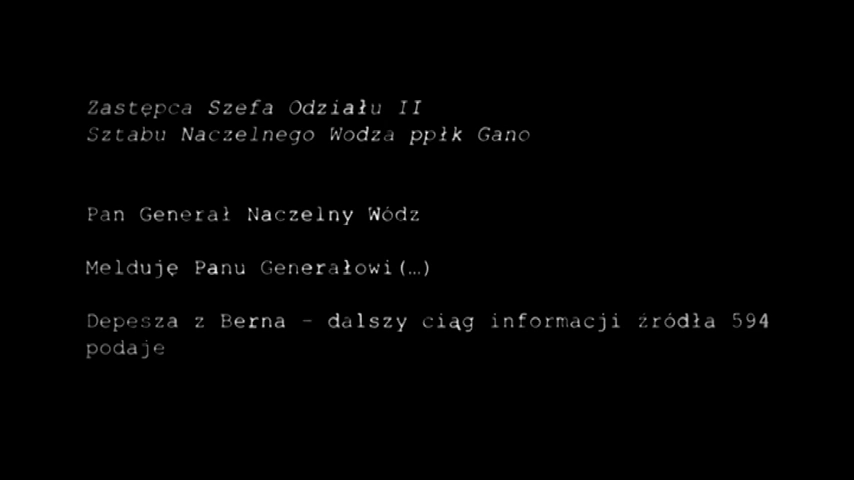 Zastępca Szefa Odziału II
Sztabu Naczelnego Wodza ppłk Gano
Pan Generał Naczelny Wódz
Melduję Panu Generałowi(…)
Depesza z Berna – dalszy ciąg informacji źródła 594
podaje